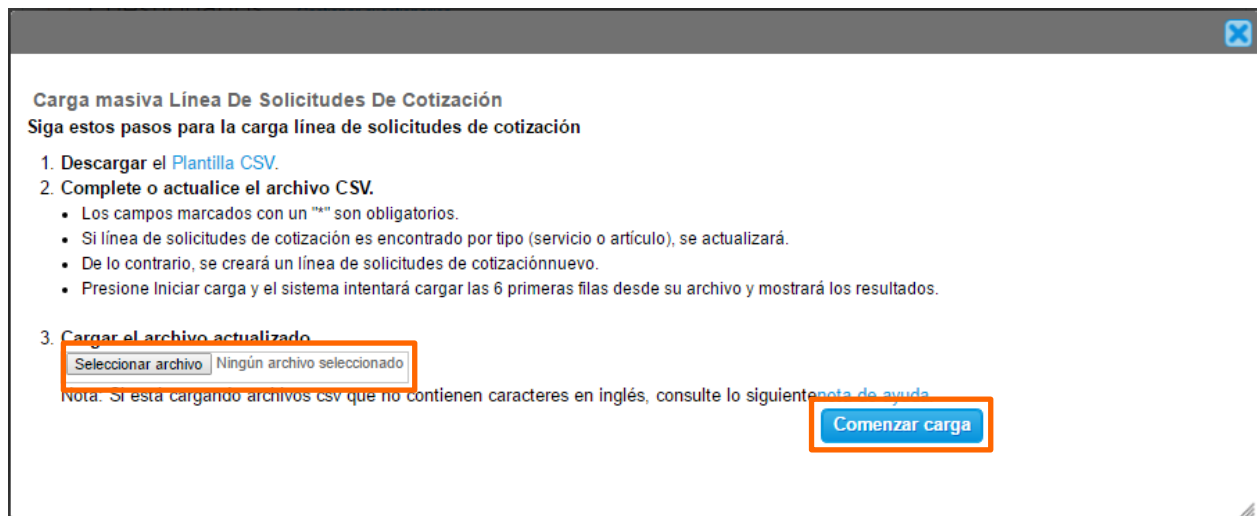 Carga masiva Línea De Solicitudes De Cotización
Siga estos pasos para la carga línea de solicitudes de cotización
1. Descargar el Plantilla CSV.
2. Complete o actualice el archivo CSV.
• Los campos marcados con un "*" son obligatorios.
• Si línea de solicitudes de cotización es encontrado por tipo (servicio o artículo), se actualizará.
• De lo contrario, se creará un línea de solicitudes de cotizaciónnuevo.
• Presione Iniciar carga y el sistema intentará cargar las 6 primeras filas desde su archivo y mostrará los resultados.
3. Cargar el archivo actualizado
Seleccionar archivo Ningún archivo seleccionado
Nota: Si está cargando archivos csv que no contienen caracteres en inglés, consulte lo siguientenota de ayuda
Comenzar carga